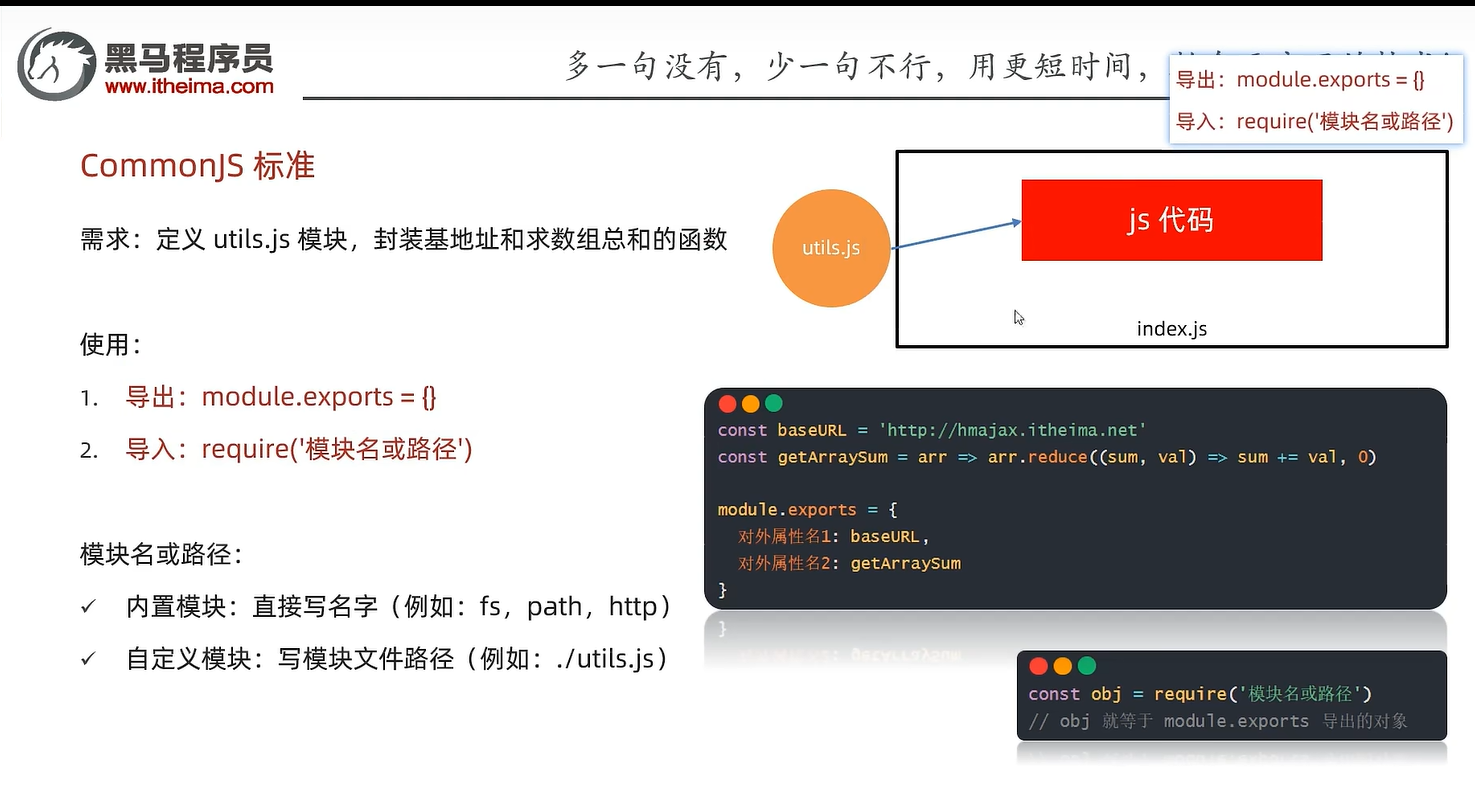 黑马程序员
www.itheima.com
多一句没有，少一句不行，用更短时间，
导出：module.exports = {}
导入：require('模块名或路径')
CommonJS 标准
需求：定义 utils.js 模块，封装基地址和求数组总和的函数
utils.js
js 代码
index.js
使用：
1. 导出：module.exports = {}
2. 导入：require('模块名或路径')
模块名或路径：
✓ 内置模块：直接写名字（例如：fs，path，http）
✓ 自定义模块：写模块文件路径（例如：./utils.js）
const baseURL = 'http://hmajax.itheima.net'
const getArraySum = arr => arr.reduce((sum, val) => sum += val, 0)
module.exports = {
  对外属性名1: baseURL,
  对外属性名2: getArraySum
}
const obj = require('模块名或路径')
// obj 就等于 module.exports 导出的对象